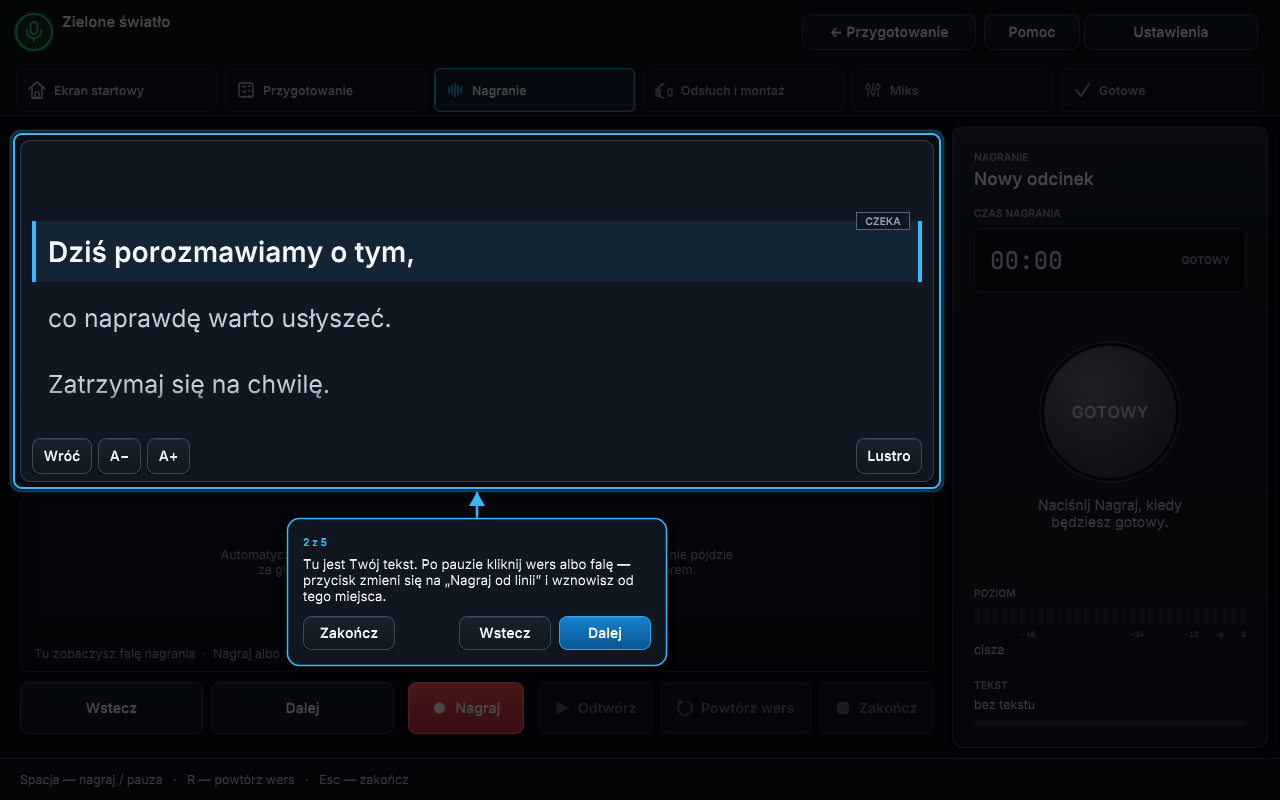 Zielone światło
← Przygotowanie
Pomoc
Ustawienia
Ekran startowy
Przygotowanie
Nagranie
Odsłuch i montaż
Miks
Gotowe
CZEKA
Dziś porozmawiamy o tym,
co naprawdę warto usłyszeć.
Zatrzymaj się na chwilę.
Wróć
A−
A+
Lustro
NAGRANIE
Nowy odcinek
CZAS NAGRANIA
00:00
GOTOWY
GOTOWY
Naciśnij Nagraj, kiedy
będziesz gotowy.
POZIOM
-48
-24
-12
-6
0
cisza
TEKST
bez tekstu
nie pójdzie
za
2 z 5
Tu jest Twój tekst. Po pauzie kliknij wers albo falę —
przycisk zmieni się na „Nagraj od linii” i wznowisz od
tego miejsca.
Zakończ
Wstecz
Dalej
Tu zobaczysz falę nagrania · Nagraj albo
Wstecz
Dalej
Nagraj
Odtwórz
Powtórz wers
Zakończ
Spacja — nagraj / pauza · R — powtórz wers · Esc — zakończ